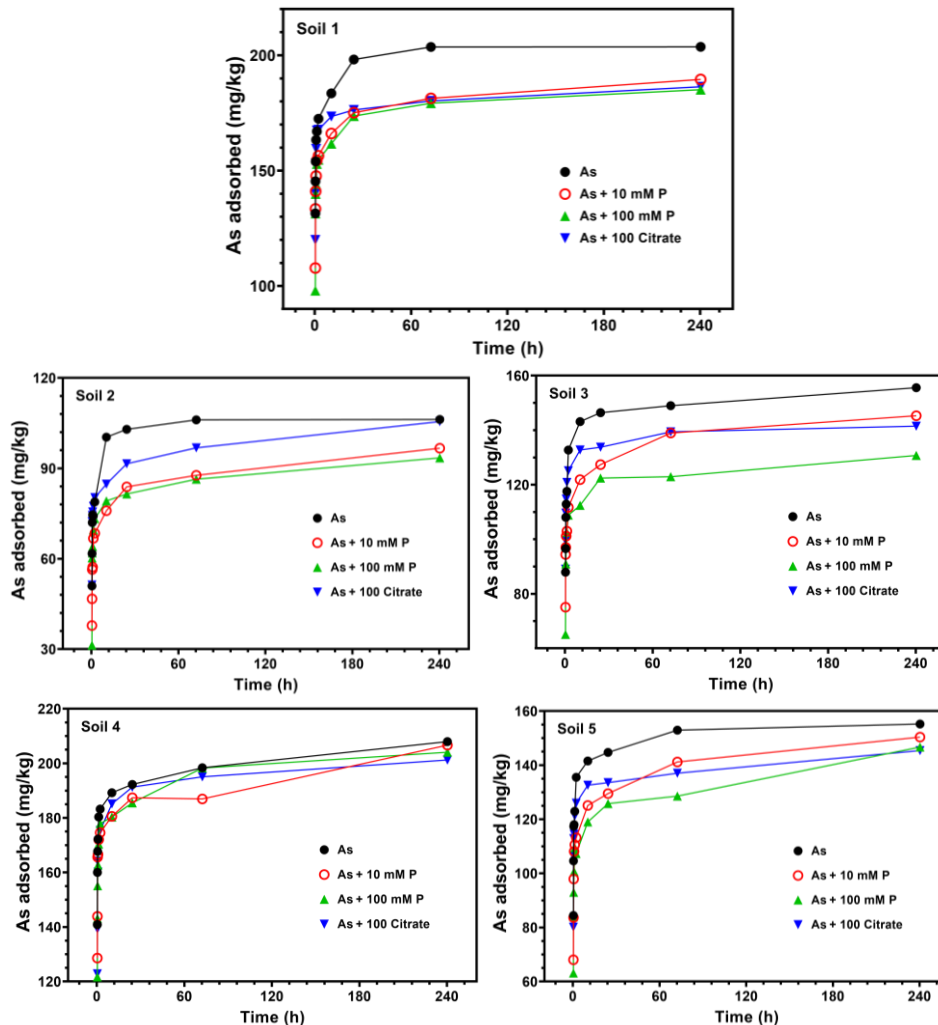 Soil 1
As adsorbed (mg/kg)
200
150
100
As
As + 10 mM P
As + 100 mM P
As + 100 Citrate
0 60 120 180 240
Time (h)
Soil 2
As adsorbed (mg/kg)
120
90
60
30
As
As + 10 mM P
As + 100 mM P
As + 100 Citrate
0 60 120 180 240
Time (h)
Soil 3
As adsorbed (mg/kg)
160
120
80
As
As + 10 mM P
As + 100 mM P
As + 100 Citrate
0 60 120 180 240
Time (h)
Soil 4
As adsorbed (mg/kg)
220
200
180
160
140
120
As
As + 10 mM P
As + 100 mM P
As + 100 Citrate
0 60 120 180 240
Time (h)
Soil 5
As adsorbed (mg/kg)
160
140
120
100
80
60
As
As + 10 mM P
As + 100 mM P
As + 100 Citrate
0 60 120 180 240
Time (h)